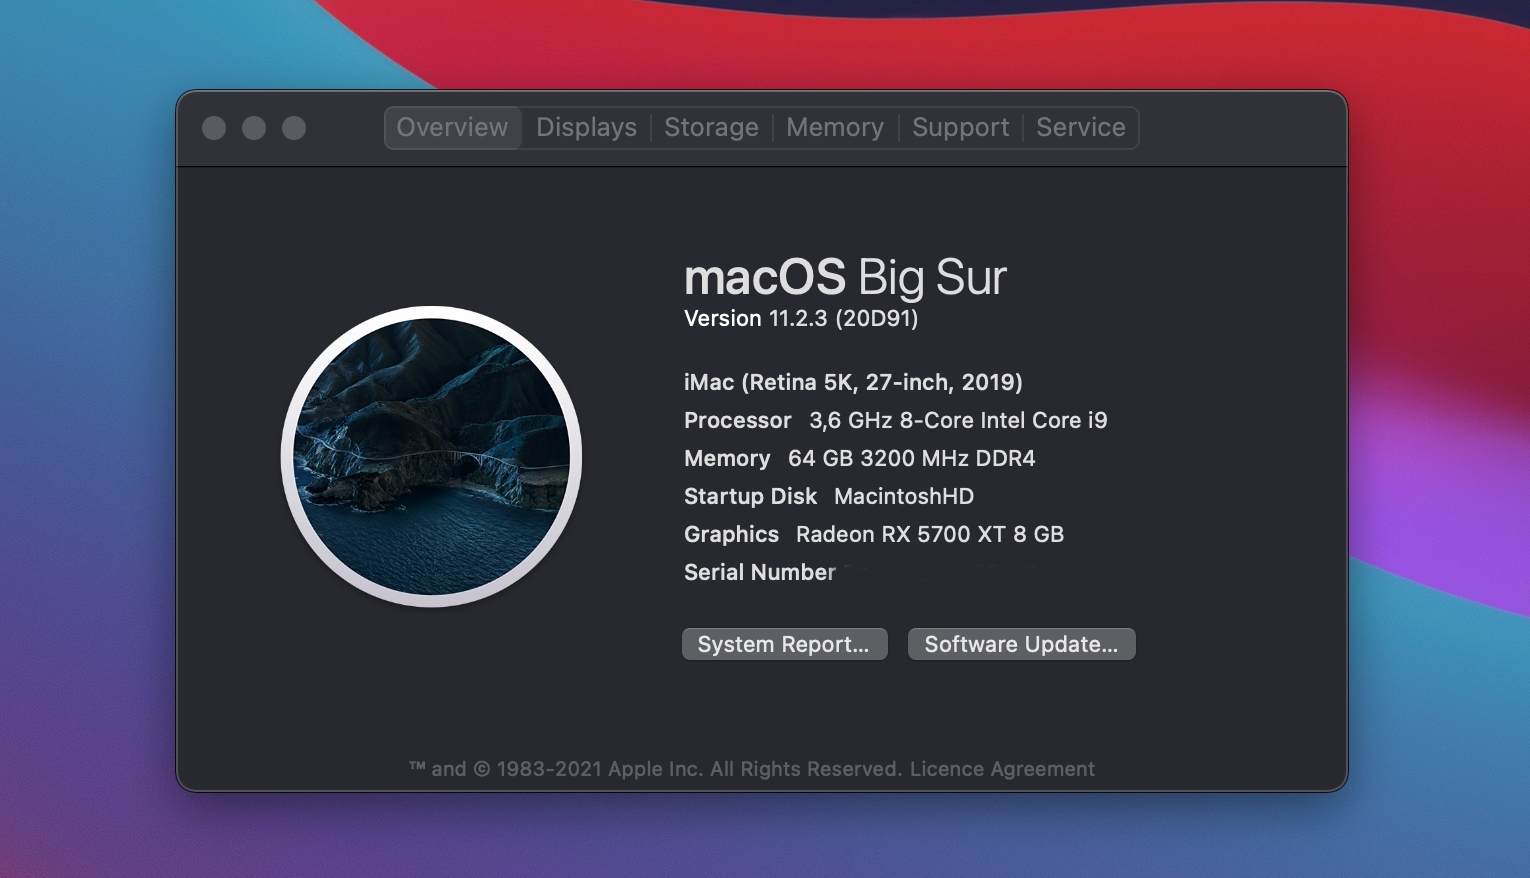 Overview Displays Storage Memory Support Service
macOS Big Sur
Version 11.2.3 (20D91)
iMac (Retina 5K, 27-inch, 2019)
Processor 3,6 GHz 8-Core Intel Core i9
Memory 64 GB 3200 MHz DDR4
Startup Disk MacintoshHD
Graphics Radeon RX 5700 XT 8 GB
Serial Number
System Report... Software Update...
™ and © 1983-2021 Apple Inc. All Rights Reserved. Licence Agreement